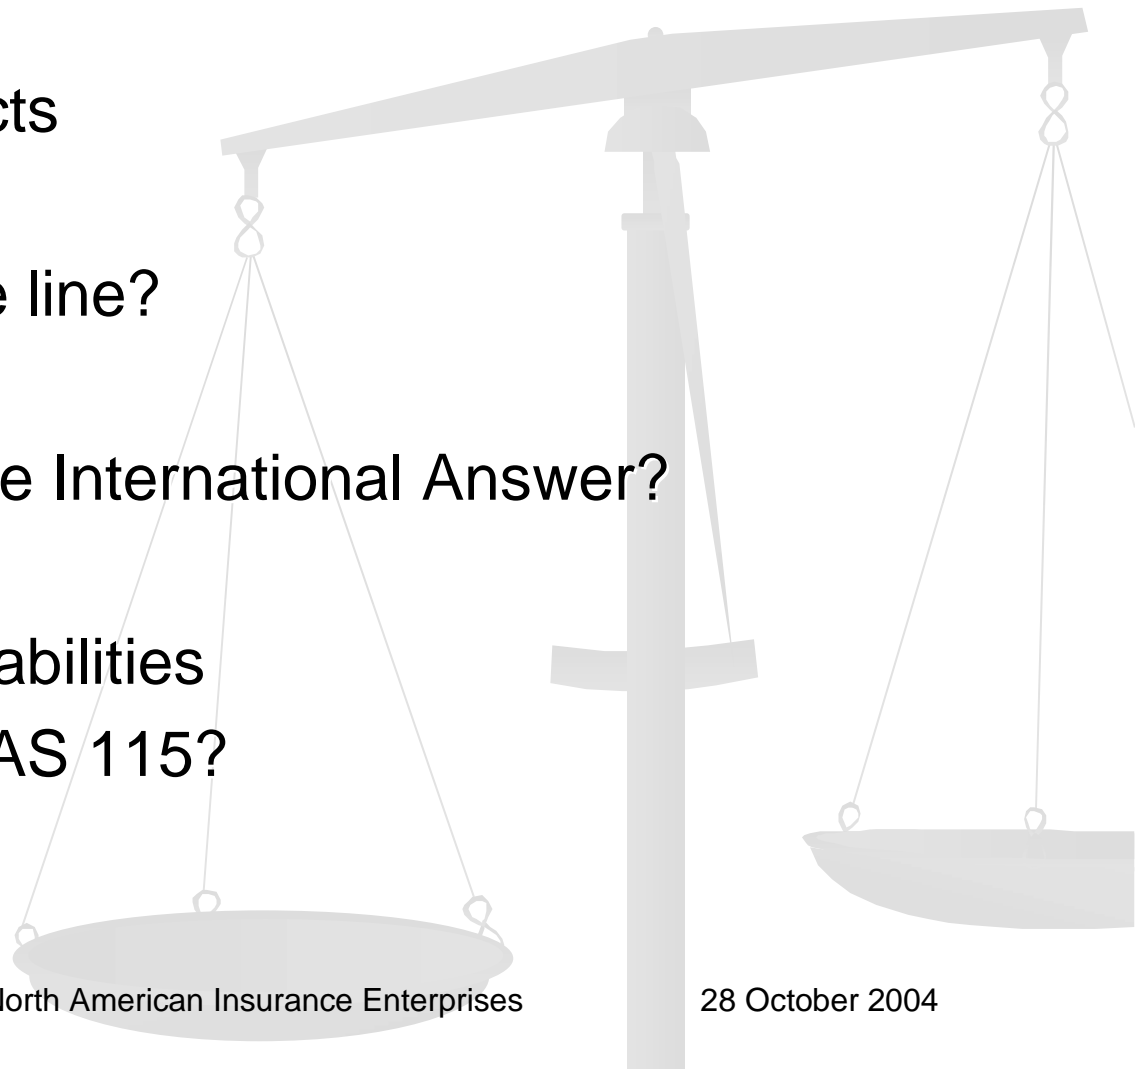 cts
e line?
e International Answer?
abilities
AS 115?
North American Insurance Enterprises 28 October 2004